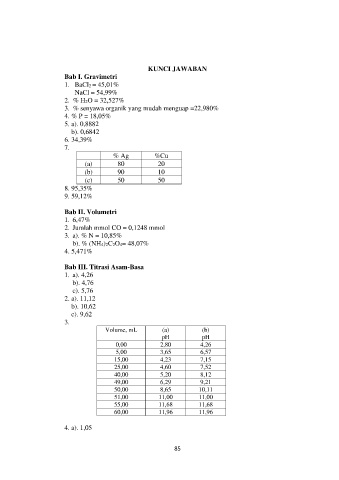 KUNCI JAWABAN
Bab I. Gravimetri
1. BaCl₂ = 45,01%
NaCl = 54,99%
2. % H₂O = 32,527%
3. % senyawa organik yang mudah menguap =22,980%
4. % P = 18,05%
5. a). 0,8882
b). 0,6842
6. 34,39%
7.
% Ag %Cu
(a) 80 20
(b) 90 10
(c) 50 50
8. 95,35%
9. 59,12%
Bab II. Volumetri
1. 6,47%
2. Jumlah mmol CO = 0,1248 mmol
3. a). % N = 10,85%
b). % (NH₄)₂C₂O₄= 48,07%
4. 5,471%
Bab III. Titrasi Asam-Basa
1. a). 4,26
b). 4,76
c). 5,76
2. a). 11,12
b). 10,62
c). 9,62
3.
Volume, mL (a) (b)
pH pH
0,00 2,80 4,26
5,00 3,65 6,57
15,00 4,23 7,15
25,00 4,60 7,52
40,00 5,20 8,12
49,00 6,29 9,21
50,00 8,65 10,11
51,00 11,00 11,00
55,00 11,68 11,68
60,00 11,96 11,96
4. a). 1,05
85